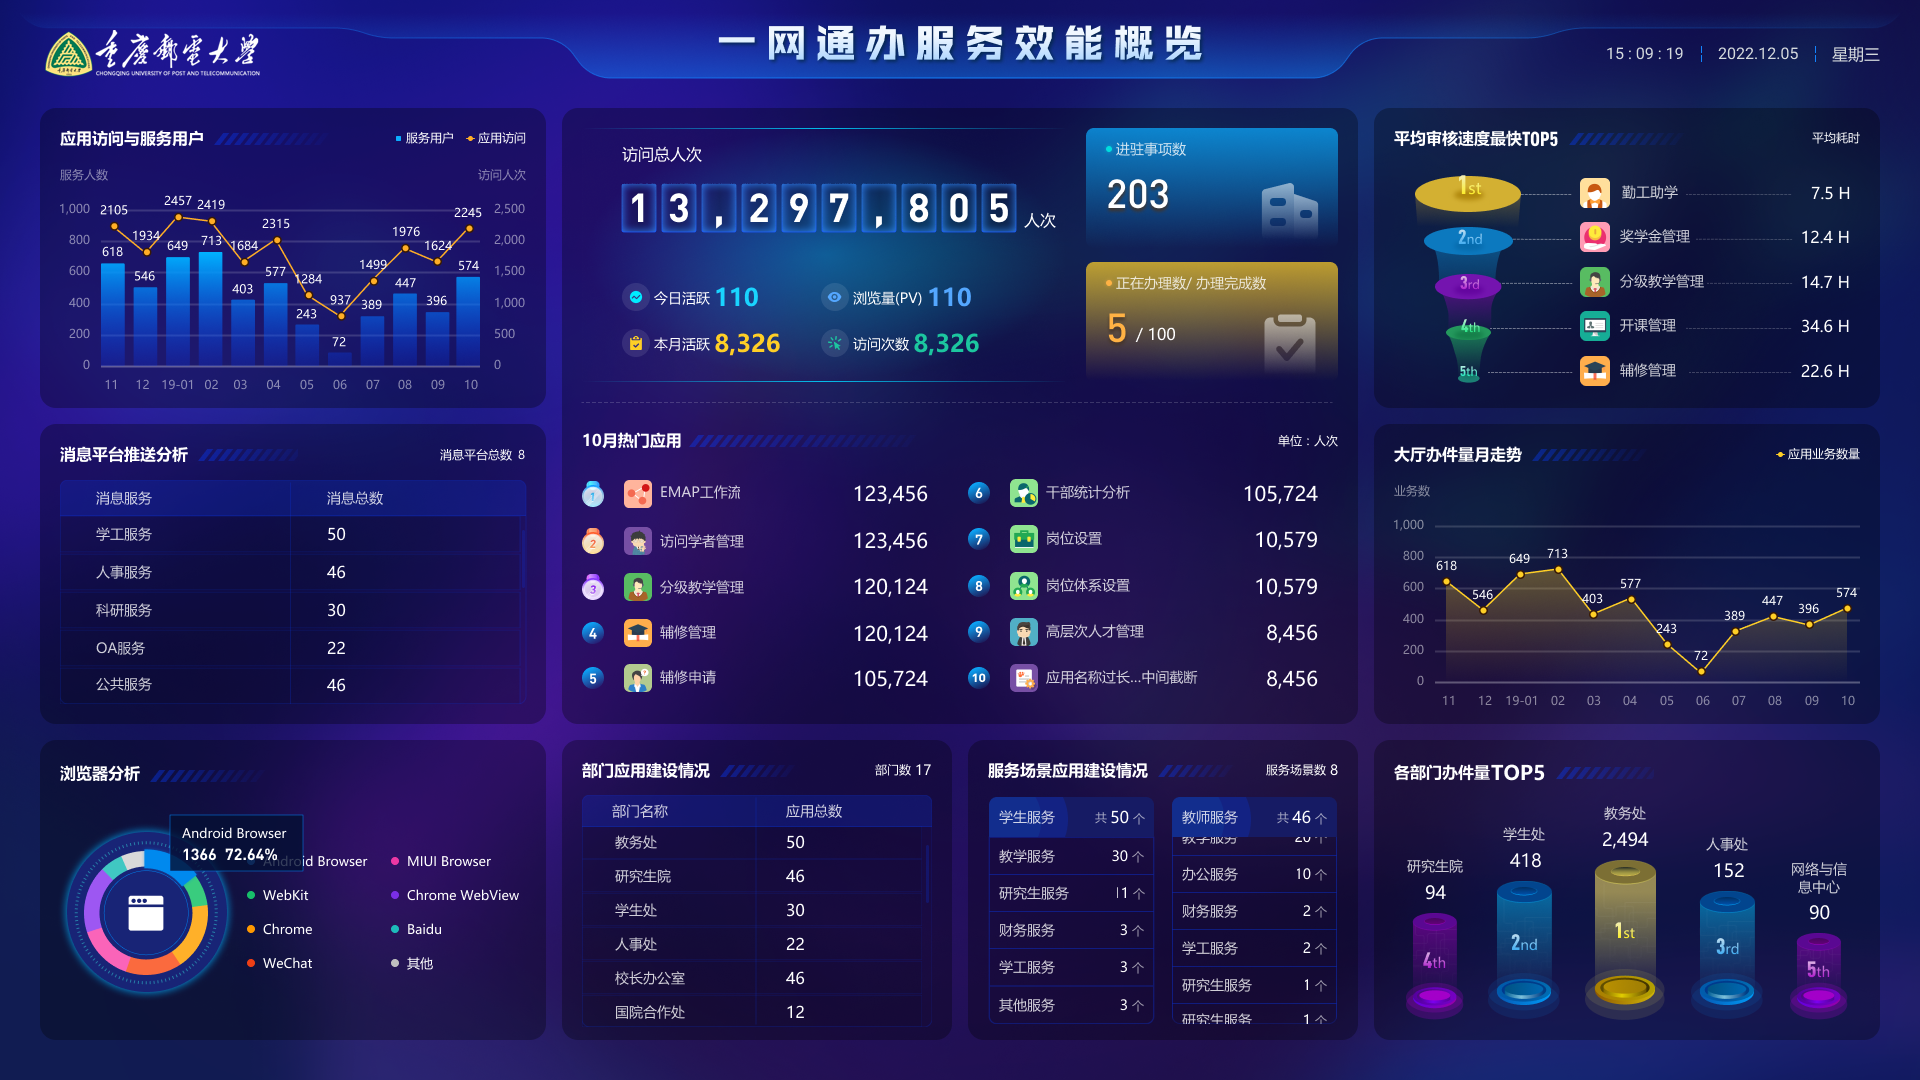 重庆邮电大学
CHONGQING UNIVERSITY OF POST AND TELECOMMUNICATION
一网通办服务效能概览
15:09:19 2022.12.05 星期三
应用访问与服务用户
服务用户 应用访问
服务人数 访问人次
1,000 800 600 400 200 0
2,500 2,000 1,500 1,000 500 0
2105 1934 2457 2419 1684 2315 1284 937 1499 1976 1624 2245
618 546 649 713 403 577 243 72 389 447 396 574
11 12 19-01 02 03 04 05 06 07 08 09 10
访问总人次
13,297,805 人次
今日活跃 110
浏览量(PV) 110
本月活跃 8,326
访问次数 8,326
进驻事项数
203
正在办理数/ 办理完成数
5 / 100
平均审核速度最快TOP5 平均耗时
1st 勤工助学 7.5 H
2nd 奖学金管理 12.4 H
3rd 分级教学管理 14.7 H
4th 开课管理 34.6 H
5th 辅修管理 22.6 H
消息平台推送分析 消息平台总数 8
消息服务 消息总数
学工服务 50
人事服务 46
科研服务 30
OA服务 22
公共服务 46
10月热门应用 单位：人次
1 EMAP工作流 123,456
2 访问学者管理 123,456
3 分级教学管理 120,124
4 辅修管理 120,124
5 辅修申请 105,724
6 干部统计分析 105,724
7 岗位设置 10,579
8 岗位体系设置 10,579
9 高层次人才管理 8,456
10 应用名称过长...中间截断 8,456
大厅办件量月走势 应用业务数量
业务数
1,000 800 600 400 200 0
618 546 649 713 403 577 243 72 389 447 396 574
11 12 19-01 02 03 04 05 06 07 08 09 10
浏览器分析
Android Browser
1366 72.64%
Android Browser MIUI Browser
WebKit Chrome WebView
Chrome Baidu
WeChat 其他
部门应用建设情况 部门数 17
部门名称 应用总数
教务处 50
研究生院 46
学生处 30
人事处 22
校长办公室 46
国院合作处 12
服务场景应用建设情况 服务场景数 8
学生服务 共 50 个
教学服务 30 个
研究生服务 11 个
财务服务 3 个
学工服务 3 个
其他服务 3 个
教师服务 共 46 个
教学服务 20 个
办公服务 10 个
财务服务 2 个
学工服务 2 个
研究生服务 1 个
研究生服务 1 个
各部门办件量TOP5
研究生院
94
4th
学生处
418
2nd
教务处
2,494
1st
人事处
152
3rd
网络与信
息中心
90
5th